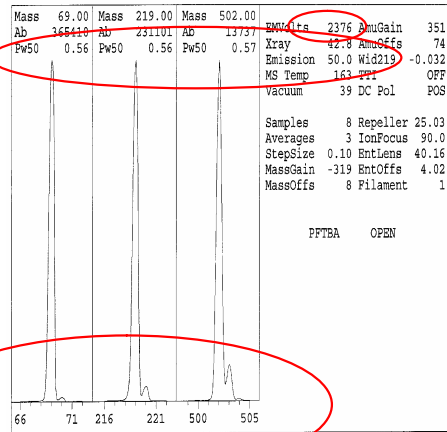 Mass 69.00 Mass 219.00 Mass 502.00
Ab 365410 Ab 231101 Ab 13737
Pw50 0.56 Pw50 0.56 Pw50 0.57
EMVolts 2376 AmuGain 351
Xray 42.8 AmuOffs 74
Emission 50.0 Wid219 -0.032
MS Temp 163 TTI OFF
Vacuum 39 DC Pol POS
Samples 8 Repeller 25.03
Averages 3 IonFocus 90.0
StepSize 0.10 EntLens 40.16
MassGain -319 EntOffs 4.02
MassOffs 8 Filament 1
PFTBA OPEN
66 71 216 221 500 505